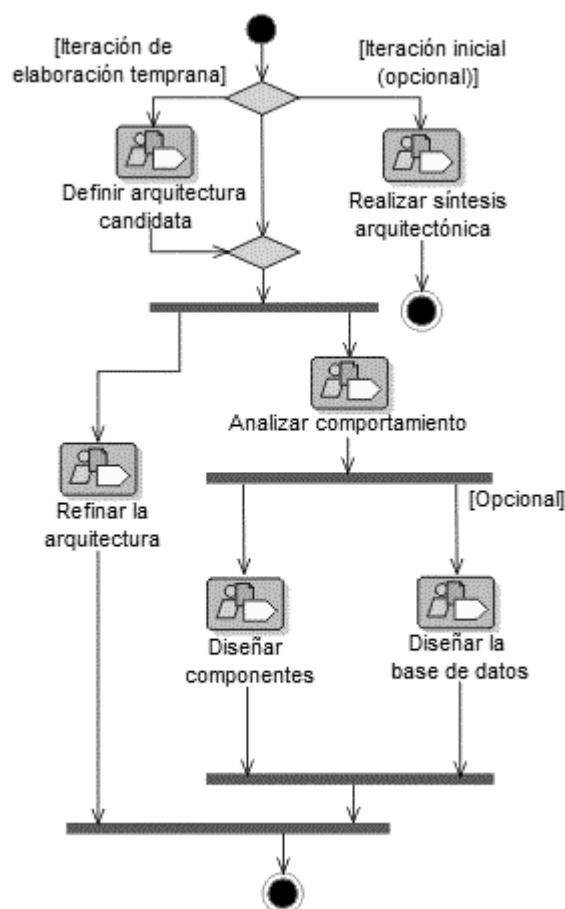 [Iteración de
elaboración temprana]
[Iteración inicial
(opcional)]
Definir arquitectura
candidata
Realizar síntesis
arquitectónica
Analizar comportamiento
Refinar la
arquitectura
[Opcional]
Diseñar
componentes
Diseñar la
base de datos